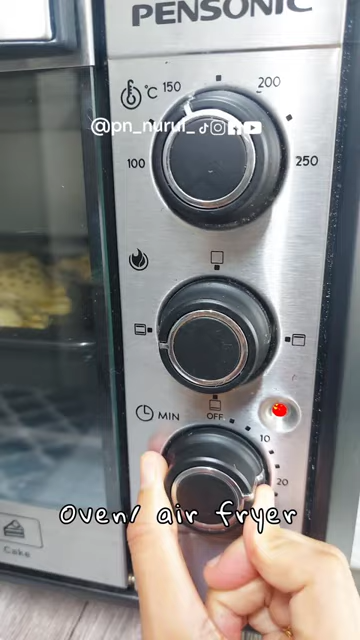 PENSONIC
°C 150 200
@pn_nurul_
100 250
MIN OFF
10
20
Oven/ air fryer
Cake